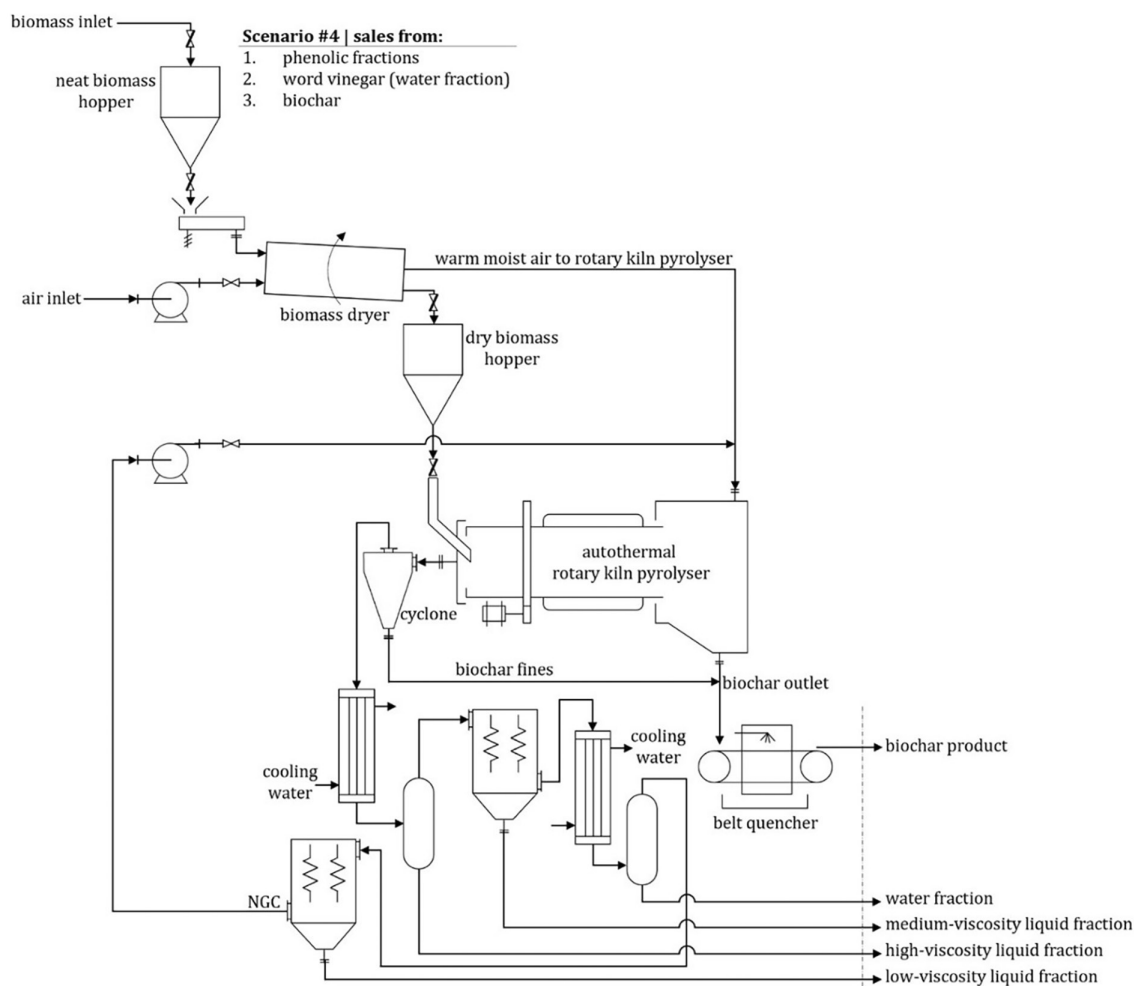 biomass inlet
Scenario #4 | sales from:
1. phenolic fractions
2. word vinegar (water fraction)
3. biochar
neat biomass
hopper
warm moist air to rotary kiln pyrolyser
air inlet
biomass dryer
dry biomass
hopper
autothermal
rotary kiln pyrolyser
cyclone
biochar fines
biochar outlet
cooling
water
cooling
water
biochar product
belt quencher
NGC
water fraction
medium-viscosity liquid fraction
high-viscosity liquid fraction
low-viscosity liquid fraction